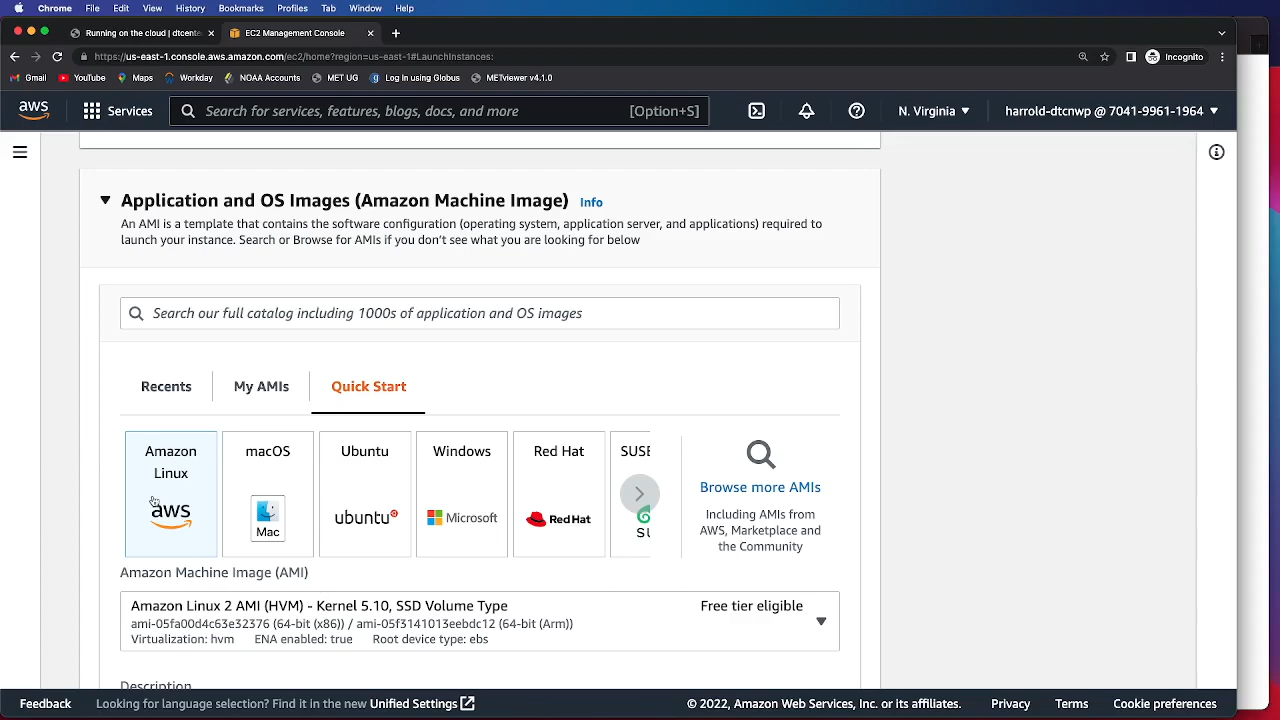 Chrome File Edit View History Bookmarks Profiles Tab Window Help
Running on the cloud | dtcente × EC2 Management Console × +
https://us-east-1.console.aws.amazon.com/ec2/home?region=us-east-1#LaunchInstances: Incognito
Gmail YouTube Maps Workday NOAA Accounts MET UG Log In using Globus METViewer v4.1.0
aws Services Search for services, features, blogs, docs, and more [Option+S] N. Virginia harrold-dtcnwp @ 7041-9961-1964
Application and OS Images (Amazon Machine Image) Info
An AMI is a template that contains the software configuration (operating system, application server, and applications) required to
launch your instance. Search or Browse for AMIs if you don't see what you are looking for below
Search our full catalog including 1000s of application and OS images
Recents My AMIs Quick Start
Amazon
Linux
aws
macOS
Mac
Ubuntu
ubuntu
Windows
Microsoft
Red Hat
RedHat
SUSE
SU
Browse more AMIs
Including AMIs from
AWS, Marketplace and
the Community
Amazon Machine Image (AMI)
Amazon Linux 2 AMI (HVM) - Kernel 5.10, SSD Volume Type Free tier eligible
ami-05fa00d4c63e32376 (64-bit (x86)) / ami-05f3141013eebdc12 (64-bit (Arm))
Virtualization: hvm ENA enabled: true Root device type: ebs
Description
Feedback Looking for language selection? Find it in the new Unified Settings © 2022, Amazon Web Services, Inc. or its affiliates. Privacy Terms Cookie preferences